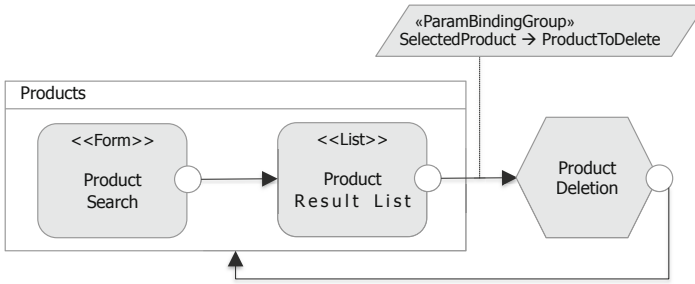 «ParamBindingGroup»
SelectedProduct → ProductToDelete
Products
<<Form>>
Product
Search
<<List>>
Product
Result List
Product
Deletion